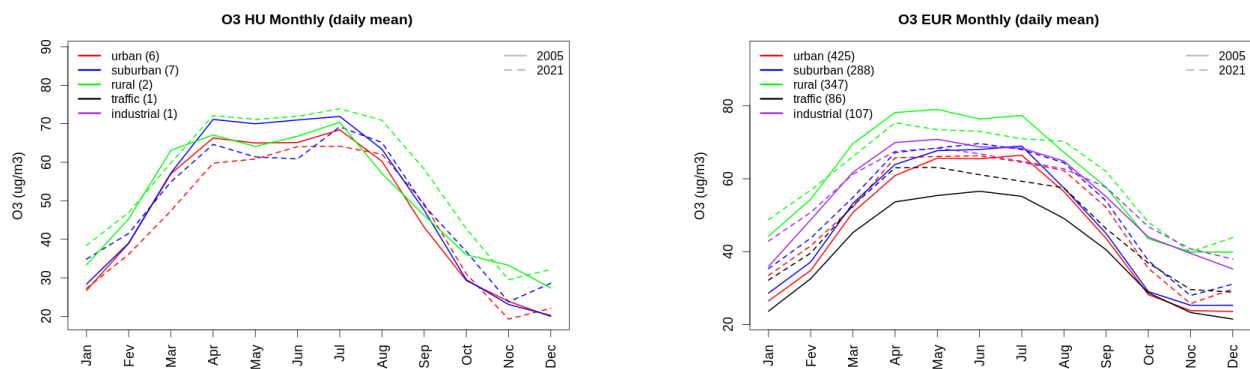 O3 HU Monthly (daily mean)
O3 (ug/m3)
90
80
70
60
50
40
30
20
urban (6)
suburban (7)
rural (2)
traffic (1)
industrial (1)
2005
2021
Jan
Fev
Mar
Apr
May
Jun
Jul
Aug
Sep
Oct
Noc
Dec
O3 EUR Monthly (daily mean)
O3 (ug/m3)
80
60
40
20
urban (425)
suburban (288)
rural (347)
traffic (86)
industrial (107)
2005
2021
Jan
Fev
Mar
Apr
May
Jun
Jul
Aug
Sep
Oct
Noc
Dec